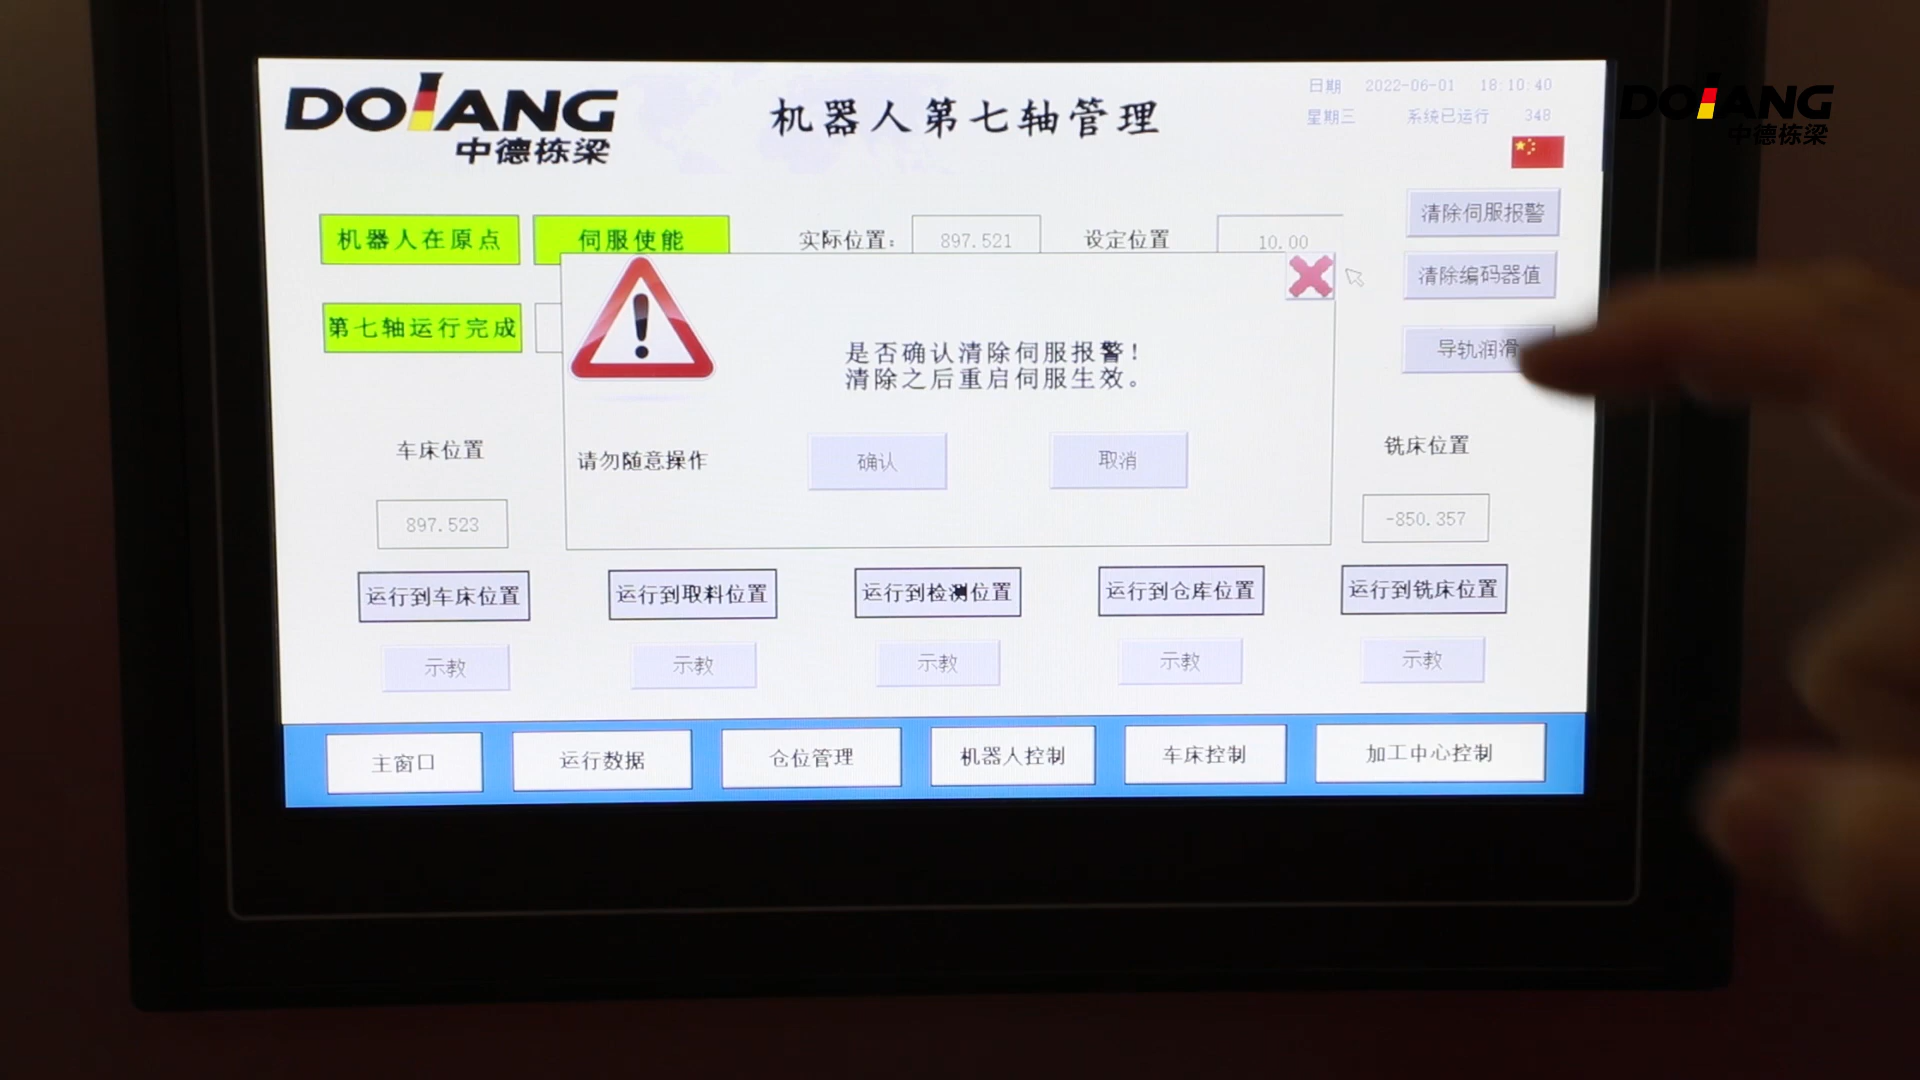 DOLANG
中德栋梁
机器人第七轴管理
日期 2022-06-01 18:10:40
星期三 系统已运行 348
DOLANG
中德栋梁
机器人在原点
伺服使能
实际位置: 897.521
设定位置 10.00
清除伺服报警
清除编码器值
第七轴运行完成
导轨润滑
是否确认清除伺服报警!
清除之后重启伺服生效。
请勿随意操作
确认
取消
车床位置
铣床位置
897.523
-850.357
运行到车床位置
运行到取料位置
运行到检测位置
运行到仓库位置
运行到铣床位置
示教
示教
示教
示教
示教
主窗口
运行数据
仓位管理
机器人控制
车床控制
加工中心控制